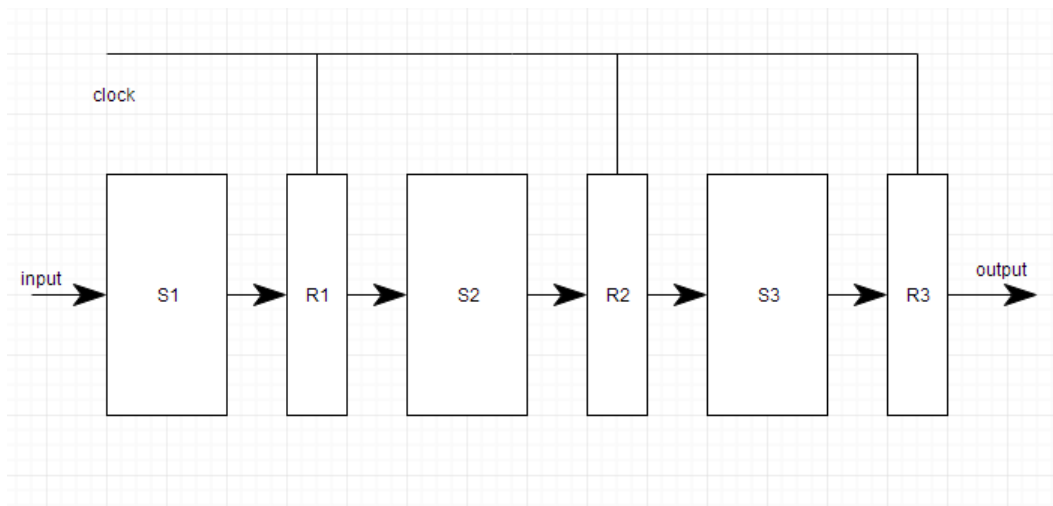 clock
input
S1
R1
S2
R2
S3
R3
output